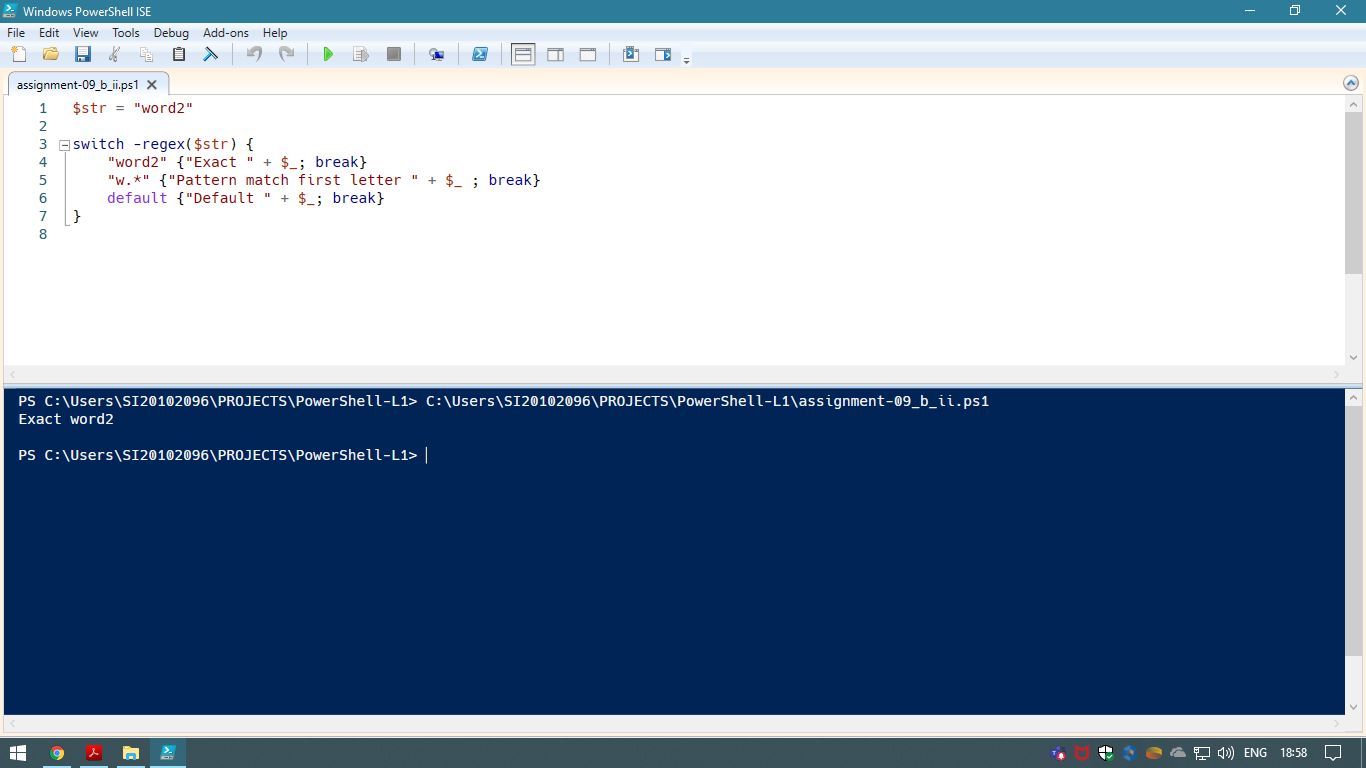 Windows PowerShell ISE
File Edit View Tools Debug Add-ons Help
assignment-09_b_ii.ps1
1 $str = "word2"
2
3 switch -regex($str) {
4 "word2" {"Exact " + $_; break}
5 "w.*" {"Pattern match first letter " + $_ ; break}
6 default {"Default " + $_; break}
7 }
8
PS C:\Users\SI20102096\PROJECTS\PowerShell-L1> C:\Users\SI20102096\PROJECTS\PowerShell-L1\assignment-09_b_ii.ps1
Exact word2
PS C:\Users\SI20102096\PROJECTS\PowerShell-L1>
ENG 18:58